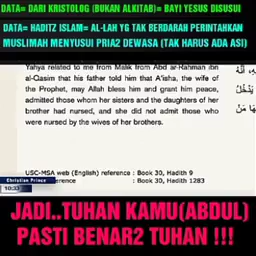 DATA= DARI KRISTOLOG (BUKAN ALKITAB)= BAYI YESUS DISUSUI
DATA= HADITZ ISLAM= AL-LAH YG TAK BERDARAH PERINTAHKAN
MUSLIMAH MENYUSUI PRIA2 DEWASA (TAK HARUS ADA ASI)
Yahya related to me from Malik from Abd ar-Rahman ibn
al-Qasim that his father told him that A'isha, the wife of
the Prophet, may Allah bless him and grant him peace,
admitted those whom her sisters and the daughters of her
brother had nursed, and she did not admit those who
were nursed by the wives of her brothers.
USC-MSA web (English) reference : Book 30, Hadith 9
erence : Book 30, Hadith 1283
Christian Prince
10:33
JADI..TUHAN KAMU(ABDUL)
PASTI BENAR2 TUHAN !!!